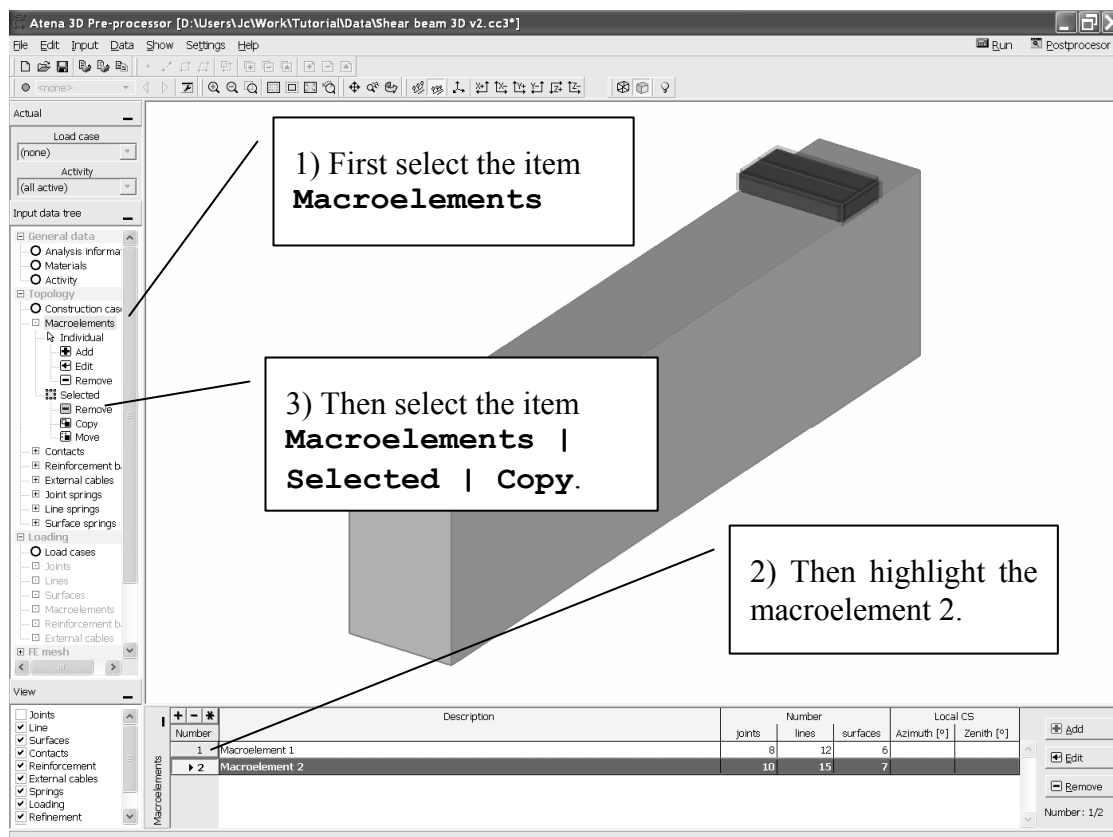 Atena 3D Pre-processor [D:\Users\Jc\Work\Tutorial\Data\Shear beam 3D v2.cc3*]
File Edit Input Data Show Settings Help
Run
Postprocesor
<none>
Actual
Load case
(none)
Activity
(all active)
Input data tree
General data
Analysis informa
Materials
Activity
Topology
Construction cas
Macroelements
Individual
Add
Edit
Remove
Selected
Remove
Copy
Move
Contacts
Reinforcement b
External cables
Joint springs
Line springs
Surface springs
Loading
Load cases
Joints
Lines
Surfaces
Macroelements
Reinforcement b
External cables
FE mesh
View
Joints
Line
Surfaces
Contacts
Reinforcement
External cables
Springs
Loading
Refinement
1) First select the item
Macroelements
3) Then select the item
Macroelements |
Selected | Copy.
2) Then highlight the
macroelement 2.
Macroelements
Number Description Number Local CS
joints lines surfaces Azimuth [°] Zenith [°]
1 Macroelement 1 8 12 6
2 Macroelement 2 10 15 7
Add
Edit
Remove
Number: 1/2